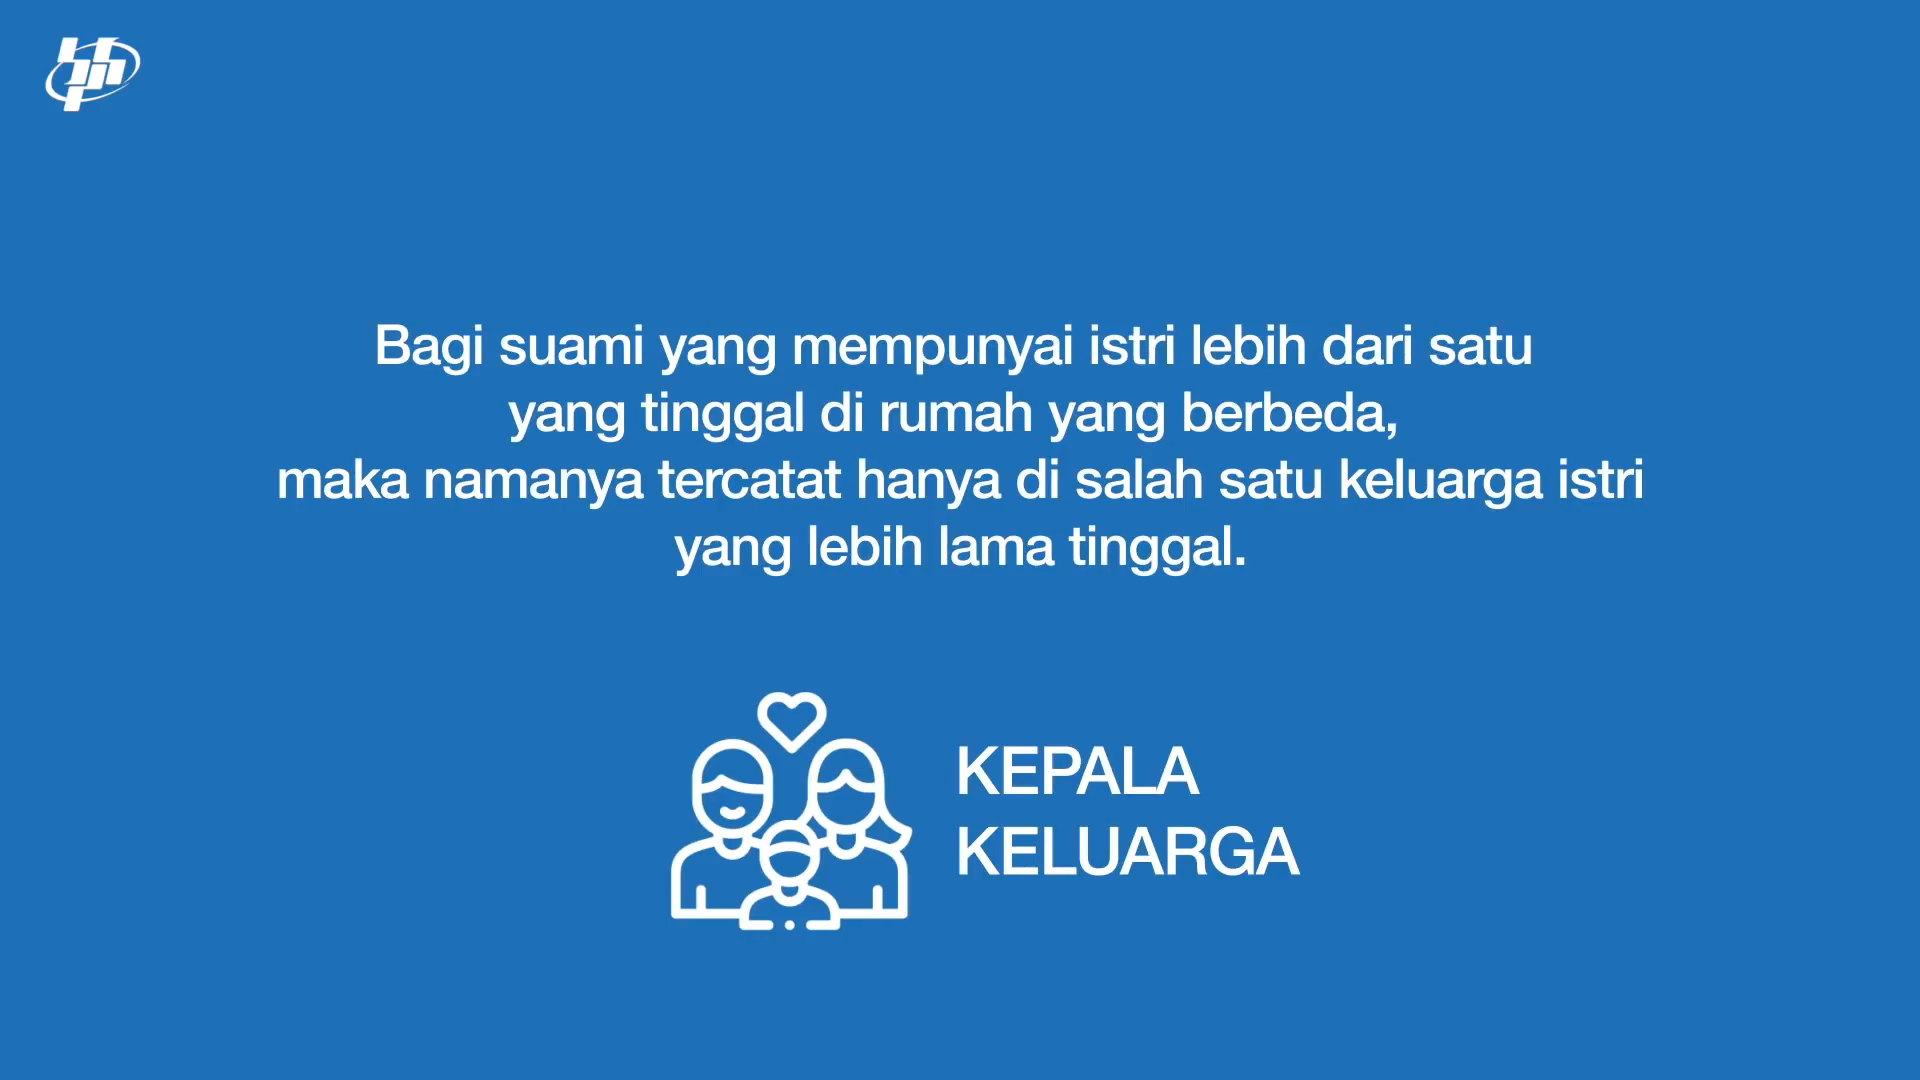 Bagi suami yang mempunyai istri lebih dari satu
yang tinggal di rumah yang berbeda,
maka namanya tercatat hanya di salah satu keluarga istri
yang lebih lama tinggal.
KEPALA
KELUARGA